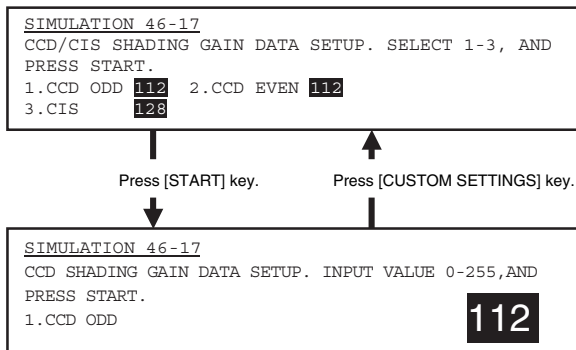 SIMULATION 46-17
CCD/CIS SHADING GAIN DATA SETUP. SELECT 1-3, AND
PRESS START.
1.CCD ODD 112 2.CCD EVEN 112
3.CIS 128
Press [START] key. Press [CUSTOM SETTINGS] key.
SIMULATION 46-17
CCD SHADING GAIN DATA SETUP. INPUT VALUE 0-255,AND
PRESS START.
1.CCD ODD 112